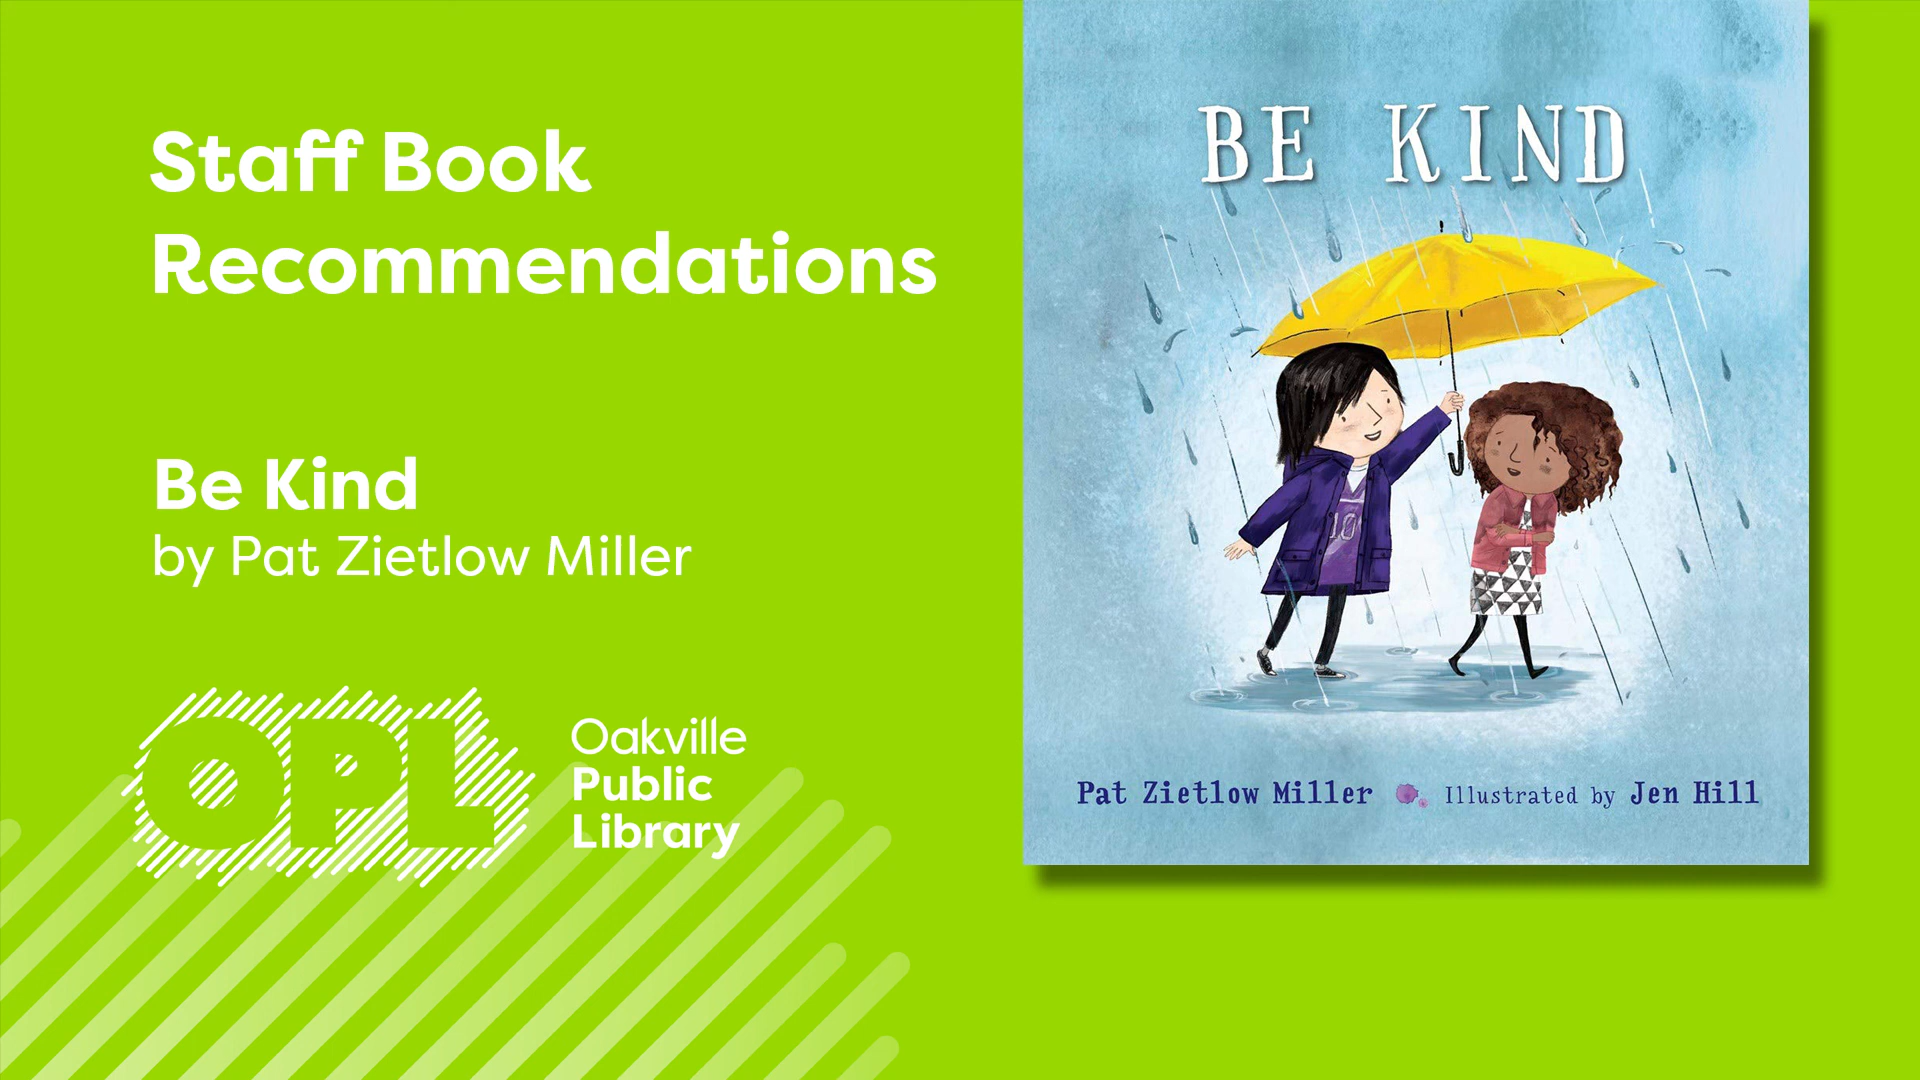 Staff Book
Recommendations
Be Kind
by Pat Zietlow Miller
OPL
Oakville
Public
Library
BE KIND
10
Pat Zietlow Miller Illustrated by Jen Hill